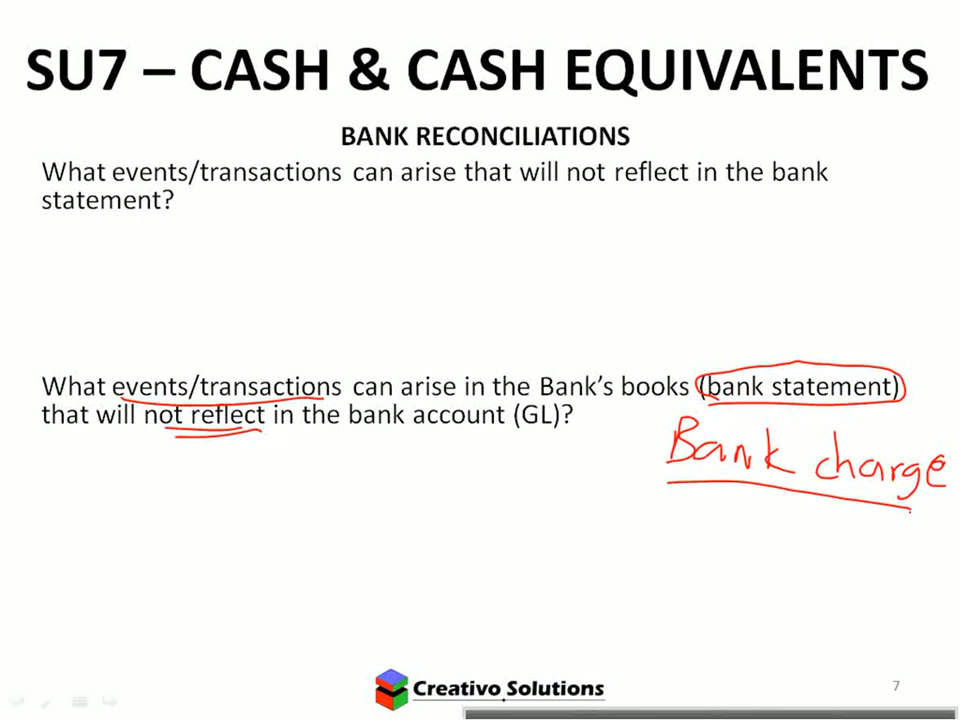 SU7 – CASH & CASH EQUIVALENTS
BANK RECONCILIATIONS
What events/transactions can arise that will not reflect in the bank
statement?
What events/transactions can arise in the Bank's books (bank statement)
that will not reflect in the bank account (GL)?
Bank charge
Creativo Solutions
7